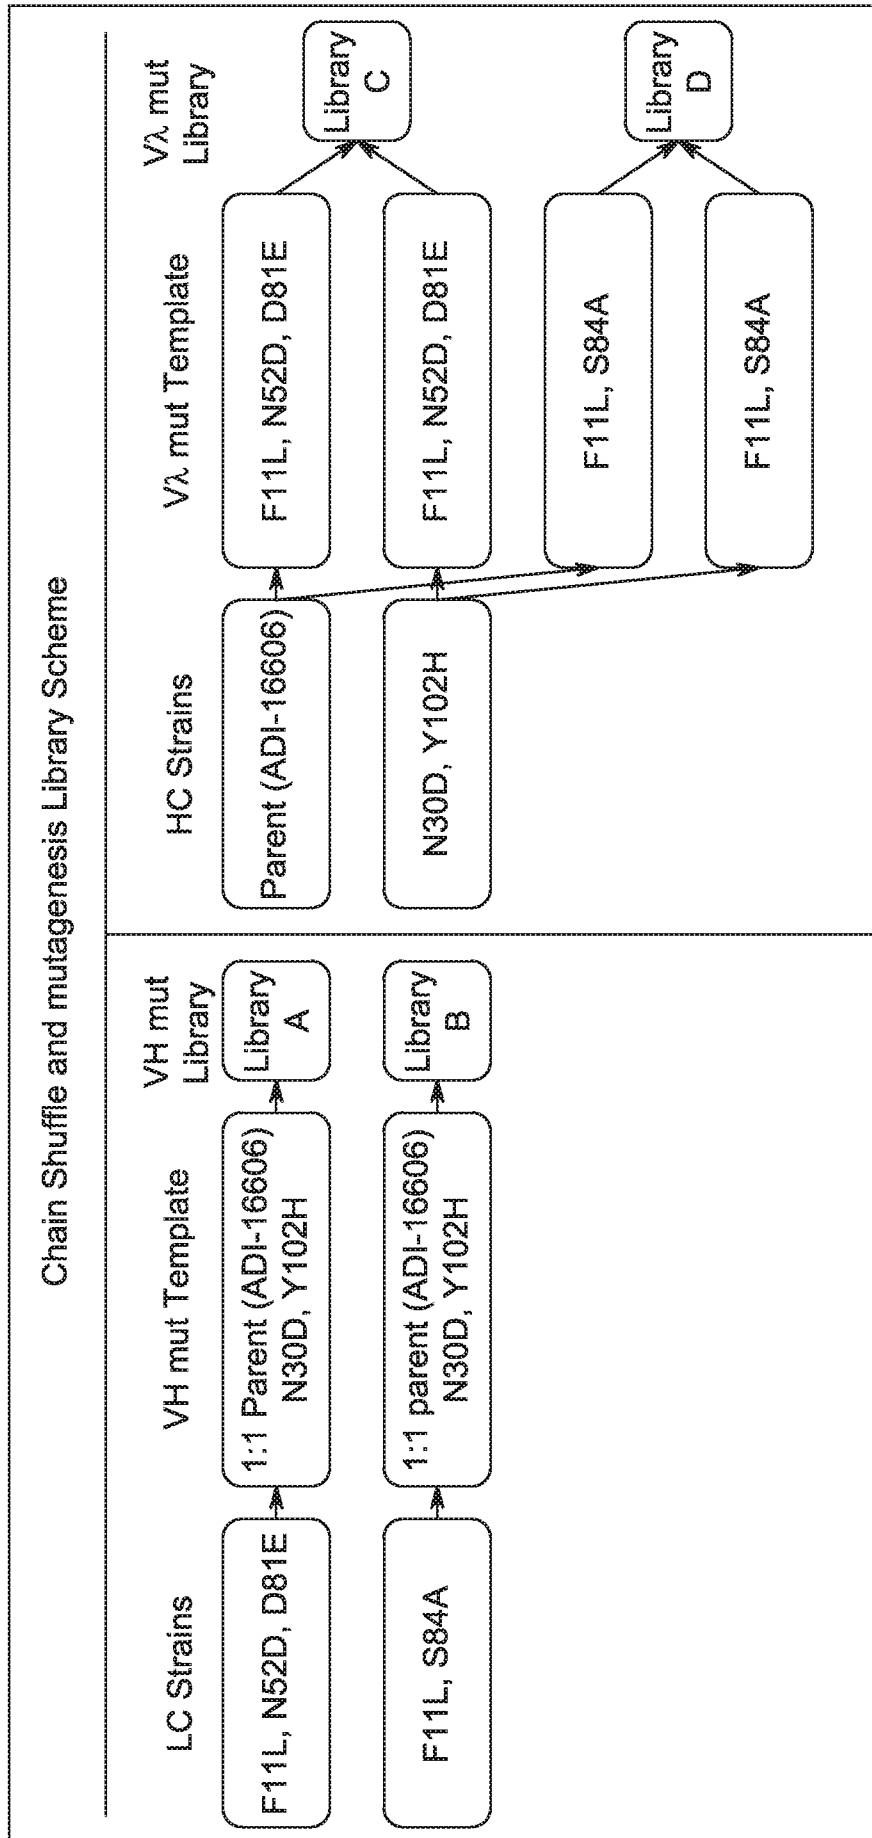 Chain Shuffle and mutagenesis Library Scheme
LC Strains
VH mut Template
VH mut
Library
F11L, N52D, D81E
1:1 Parent (ADI-16606)
N30D, Y102H
Library
A
F11L, S84A
1:1 parent (ADI-16606)
N30D, Y102H
Library
B
HC Strains
Vλ mut Template
Vλ mut
Library
Parent (ADI-16606)
F11L, N52D, D81E
Library
C
N30D, Y102H
F11L, N52D, D81E
F11L, S84A
Library
D
F11L, S84A